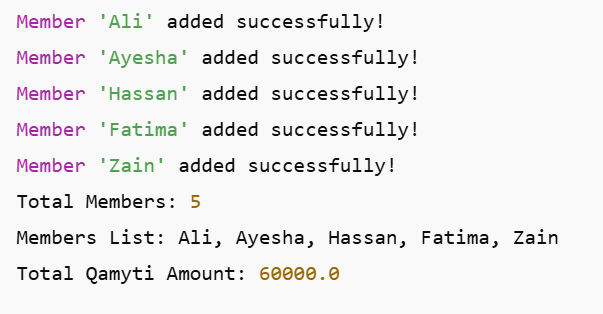 Member 'Ali' added successfully!
Member 'Ayesha' added successfully!
Member 'Hassan' added successfully!
Member 'Fatima' added successfully!
Member 'Zain' added successfully!
Total Members: 5
Members List: Ali, Ayesha, Hassan, Fatima, Zain
Total Qamyti Amount: 60000.0